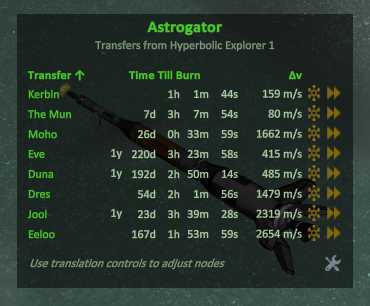 Astrogator
Transfers from Hyperbolic Explorer 1
Transfer ↑ Time Till Burn Δv
Kerbin 1h 1m 44s 159 m/s
The Mun 7d 3h 7m 54s 80 m/s
Moho 26d 0h 33m 59s 1662 m/s
Eve 1y 220d 3h 23m 58s 415 m/s
Duna 1y 192d 2h 50m 14s 485 m/s
Dres 54d 2h 1m 56s 1479 m/s
Jool 1y 23d 3h 39m 28s 2319 m/s
Eeloo 167d 1h 53m 59s 2654 m/s
Use translation controls to adjust nodes